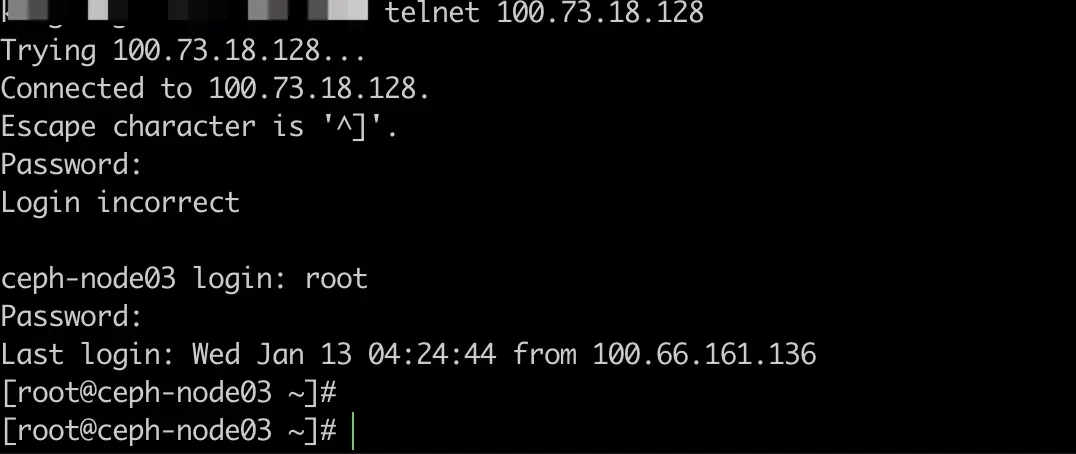 telnet 100.73.18.128
Trying 100.73.18.128...
Connected to 100.73.18.128.
Escape character is '^]'.
Password:
Login incorrect
ceph-node03 login: root
Password:
Last login: Wed Jan 13 04:24:44 from 100.66.161.136
[root@ceph-node03 ~]#
[root@ceph-node03 ~]#